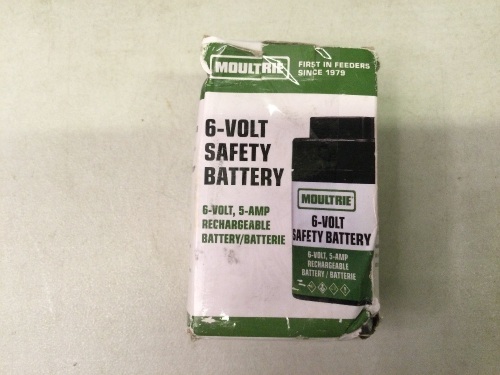 MOULTRIE
FIRST IN FEEDERS
SINCE 1979
6-VOLT
SAFETY
BATTERY
6-VOLT, 5-AMP
RECHARGEABLE
BATTERY/BATTERIE
MOULTRIE
6-VOLT
SAFETY BATTERY
6-VOLT, 5-AMP
RECHARGEABLE
BATTERY / BATTERIE